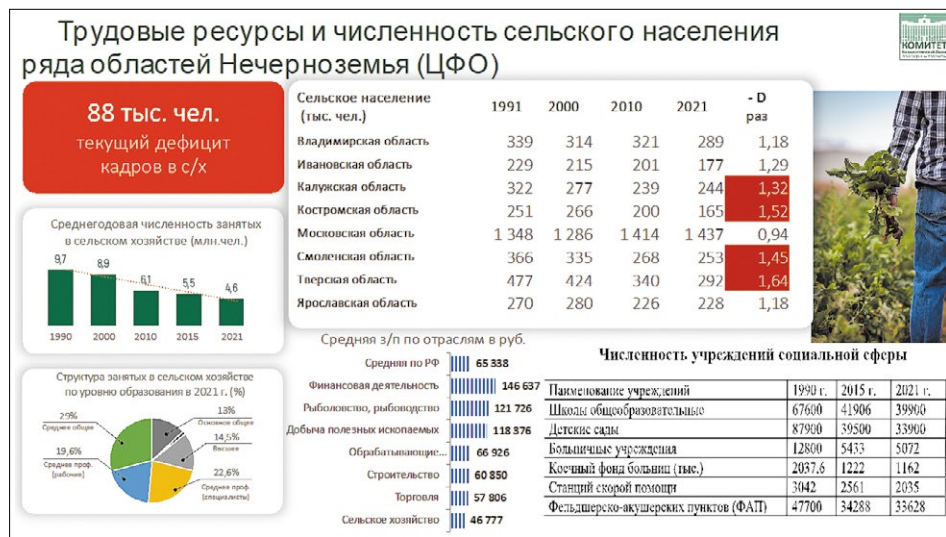 Трудовые ресурсы и численность сельского населения
ряда областей Нечерноземья (ЦФО)
КОМИТЕТ
88 тыс. чел.
текущий дефицит
кадров в с/х
Сельское население
(тыс. чел.) 1991 2000 2010 2021 - D раз
Владимирская область 339 314 321 289 1,18
Ивановская область 229 215 201 177 1,29
Калужская область 322 277 239 244 1,32
Костромская область 251 266 200 165 1,52
Московская область 1 348 1 286 1 414 1 437 0,94
Смоленская область 366 335 268 253 1,45
Тверская область 477 424 340 292 1,64
Ярославская область 270 280 226 228 1,18
Среднегодовая численность занятых
в сельском хозяйстве (млн.чел.)
9,7 8,9 6,1 5,5 4,6
1990 2000 2010 2015 2021
Структура занятых в сельском хозяйстве
по уровню образования в 2021 г. (%)
29%
Среднее общее
13%
Основное общее
14,5%
Высшее
19,6%
Среднее проф.
(рабочие)
22,6%
Среднее проф.
(специалисты)
Средняя з/п по отраслям в руб.
Средняя по РФ 65 338
Финансовая деятельность 146 637
Рыболовство, рыбоводство 121 726
Добыча полезных ископаемых 118 376
Обрабатывающие... 66 926
Строительство 60 850
Торговля 57 806
Сельское хозяйство 46 777
Численность учреждений социальной сферы
Наименование учреждений 1990 г. 2015 г. 2021 г.
Школы общеобразовательные 67600 41906 39900
Детские сады 87900 39500 33900
Больничные учреждения 12800 5433 5072
Коечный фонд больниц (тыс.) 2037.6 1222 1162
Станций скорой помощи 3042 2561 2035
Фельдшерско-акушерских пунктов (ФАП) 47700 34288 33628